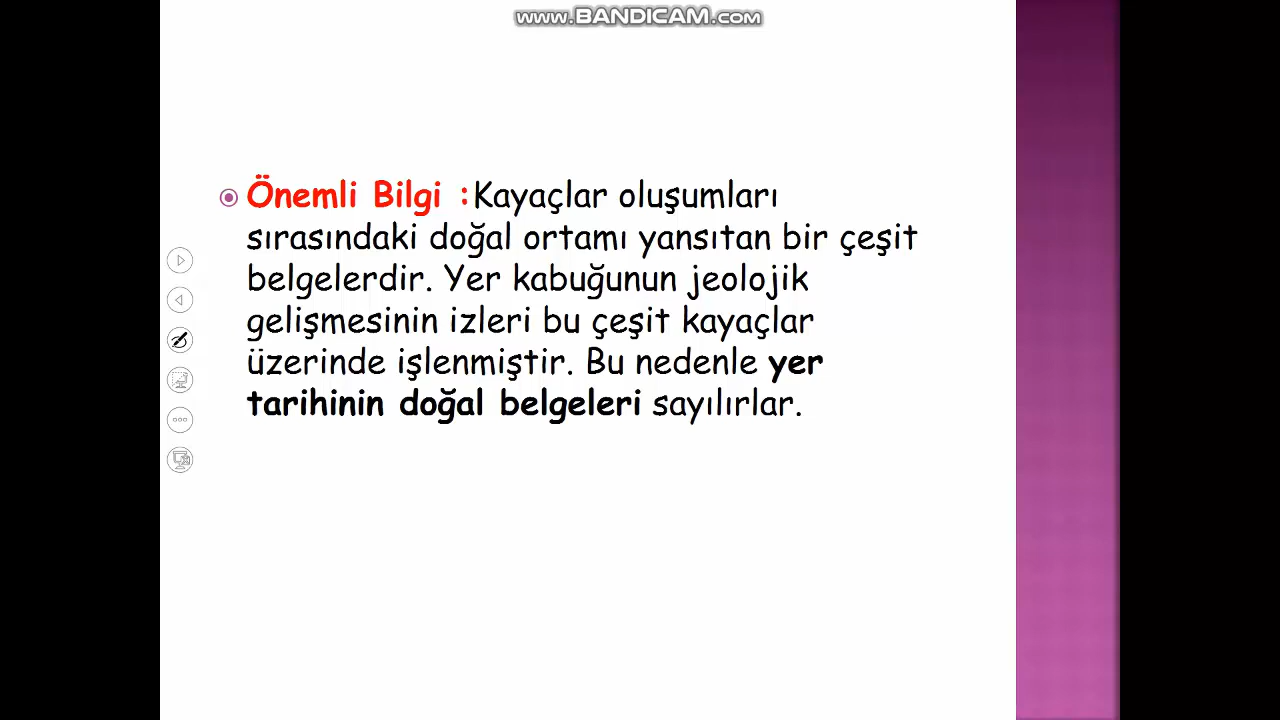 www.BANDICAM.com
Önemli Bilgi :Kayaçlar oluşumları
sırasındaki doğal ortamı yansıtan bir çeşit
belgelerdir. Yer kabuğunun jeolojik
gelişmesinin izleri bu çeşit kayaçlar
üzerinde işlenmiştir. Bu nedenle yer
tarihinin doğal belgeleri sayılırlar.